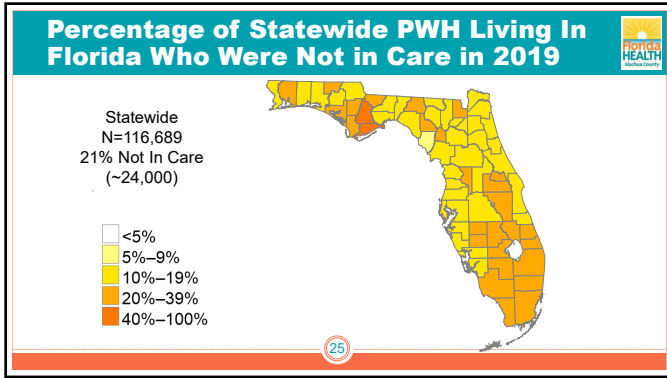 Percentage of Statewide PWH Living In
Florida Who Were Not in Care in 2019
Florida
HEALTH
Alachua County
Statewide
N=116,689
21% Not In Care
(~24,000)
<5%
5%–9%
10%–19%
20%–39%
40%–100%
25